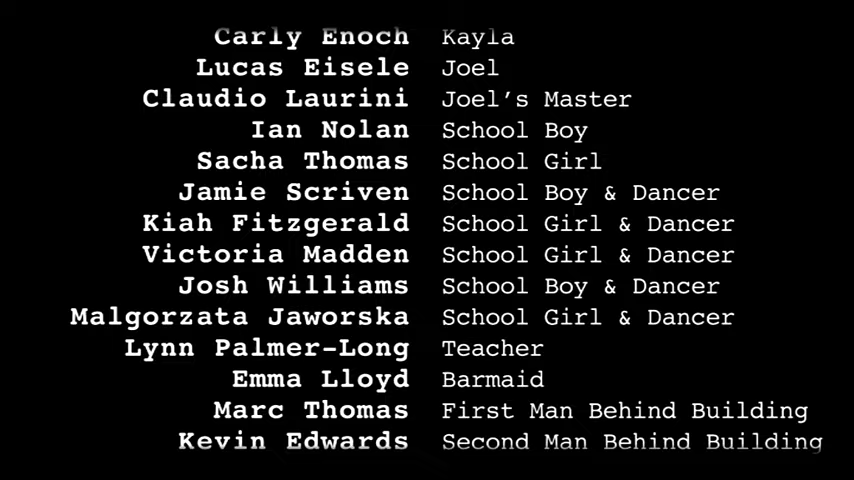 Carly Enoch Kayla
Lucas Eisele Joel
Claudio Laurini Joel’s Master
Ian Nolan School Boy
Sacha Thomas School Girl
Jamie Scriven School Boy & Dancer
Kiah Fitzgerald School Girl & Dancer
Victoria Madden School Girl & Dancer
Josh Williams School Boy & Dancer
Malgorzata Jaworska School Girl & Dancer
Lynn Palmer-Long Teacher
Emma Lloyd Barmaid
Marc Thomas First Man Behind Building
Kevin Edwards Second Man Behind Building